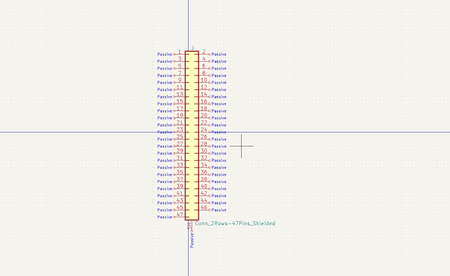 J
Passive 1 2 Passive
Passive 3 4 Passive
Passive 5 6 Passive
Passive 7 8 Passive
Passive 9 10 Passive
Passive 11 12 Passive
Passive 13 14 Passive
Passive 15 16 Passive
Passive 17 18 Passive
Passive 19 20 Passive
Passive 21 22 Passive
Passive 23 24 Passive
Passive 25 26 Passive
Passive 27 28 Passive
Passive 29 30 Passive
Passive 31 32 Passive
Passive 33 34 Passive
Passive 35 36 Passive
Passive 37 38 Passive
Passive 39 40 Passive
Passive 41 42 Passive
Passive 43 44 Passive
Passive 45 46 Passive
Passive 47
Conn_2Rows-47Pins_Shielded
Passive